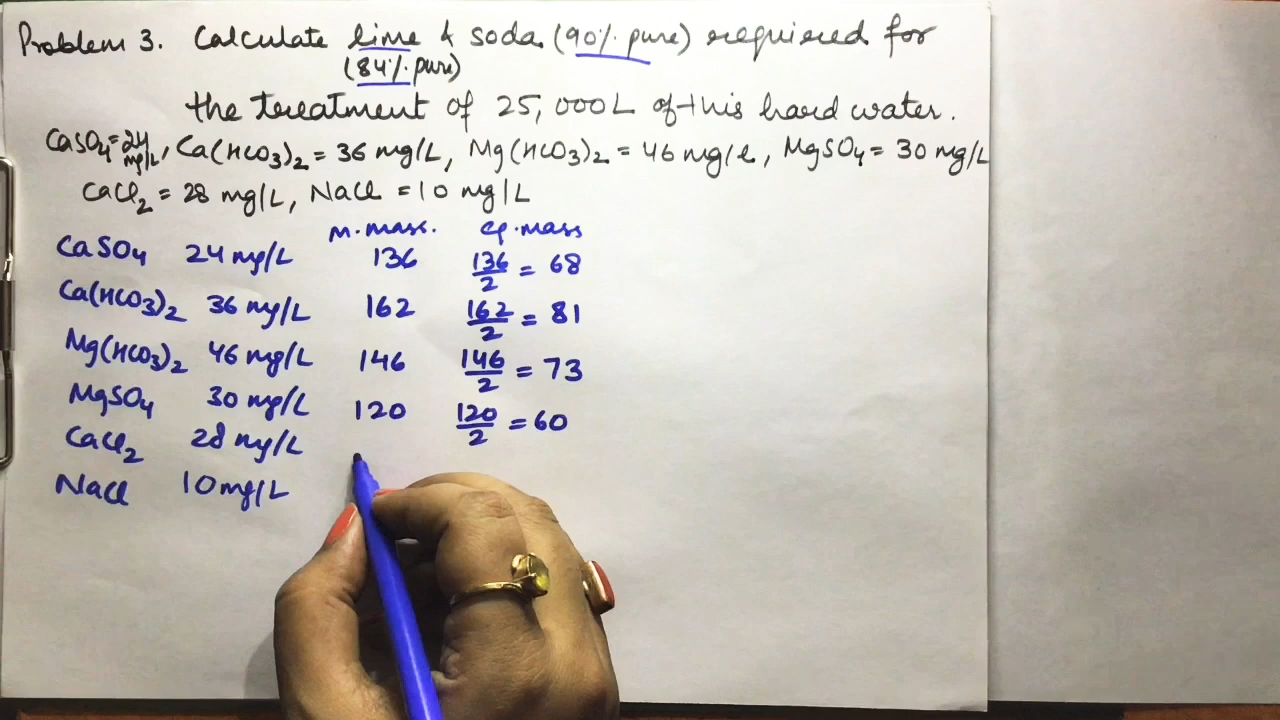 Problem 3. Calculate lime & soda (90% pure) required for
(84% pure)
the treatment of 25,000L of this hard water.
CaSO4 = 24 mg/L, Ca(HCO3)2 = 36 mg/L, Mg(HCO3)2 = 46 mg/l, MgSO4 = 30 mg/L
CaCl2 = 28 mg/L, NaCl = 10 mg/L
M.mass. Eq.mass
CaSO4 24 mg/L 136 136/2 = 68
Ca(HCO3)2 36 mg/L 162 162/2 = 81
Mg(HCO3)2 46 mg/L 146 146/2 = 73
MgSO4 30 mg/L 120 120/2 = 60
CaCl2 28 mg/L
NaCl 10 mg/L